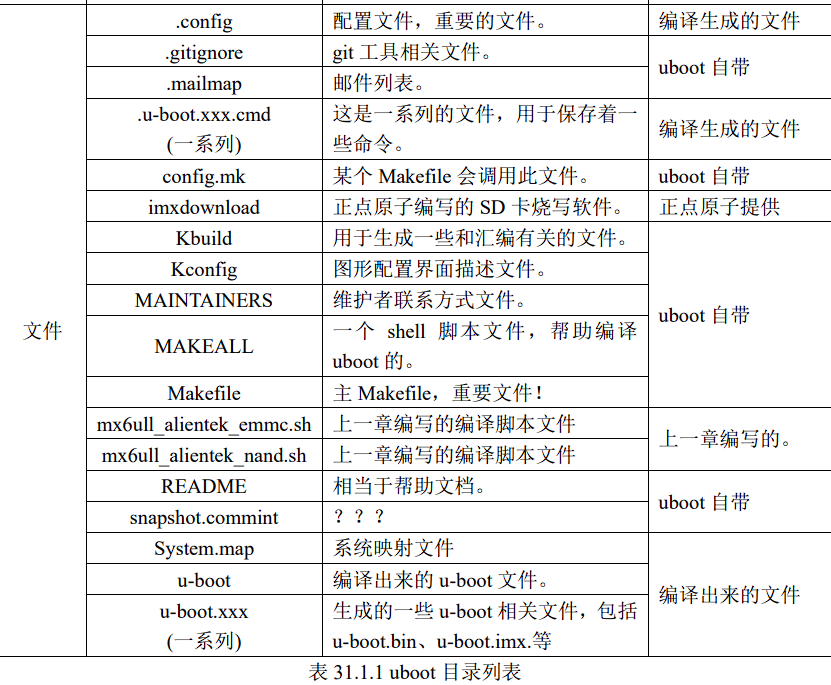 .config 配置文件，重要的文件。 编译生成的文件
.gitignore git 工具相关文件。
uboot 自带
.mailmap 邮件列表。
.u-boot.xxx.cmd 这是一系列的文件，用于保存着一
(一系列) 些命令。
编译生成的文件
config.mk 某个 Makefile 会调用此文件。 uboot 自带
imxdownload 正点原子编写的 SD 卡烧写软件。 正点原子提供
Kbuild 用于生成一些和汇编有关的文件。
Kconfig 图形配置界面描述文件。
MAINTAINERS 维护者联系方式文件。
uboot 自带
文件
MAKEALL
一个 shell 脚本文件，帮助编译
uboot 的。
Makefile 主 Makefile，重要文件！
mx6ull_alientek_emmc.sh 上一章编写的编译脚本文件
上一章编写的。
mx6ull_alientek_nand.sh 上一章编写的编译脚本文件
README 相当于帮助文档。
uboot 自带
snapshot.commint ？？？
System.map 系统映射文件
u-boot 编译出来的 u-boot 文件。
编译出来的文件
u-boot.xxx 生成的一些 u-boot 相关文件，包括
(一系列) u-boot.bin、u-boot.imx.等
表 31.1.1 uboot 目录列表